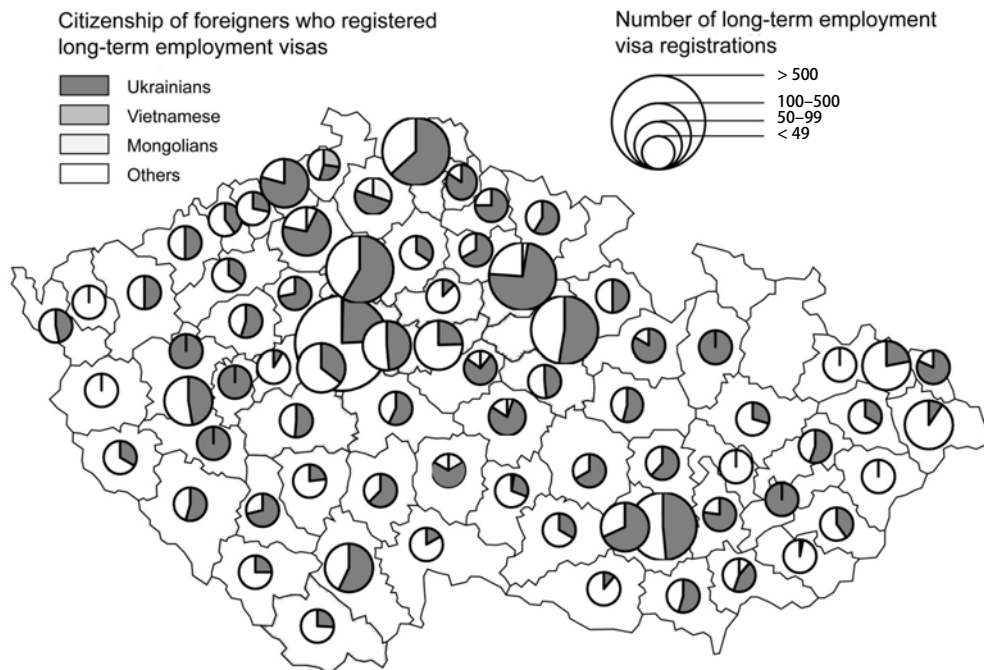 Citizenship of foreigners who registered
long-term employment visas
Ukrainians
Vietnamese
Mongolians
Others
Number of long-term employment
visa registrations
> 500
100–500
50–99
< 49